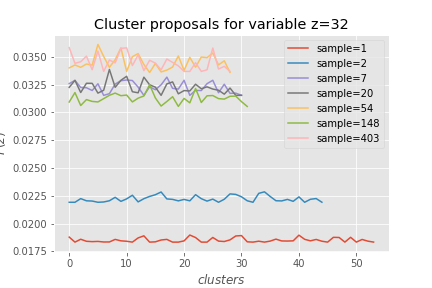 Cluster proposals for variable z=32
sample=1
sample=2
sample=7
sample=20
sample=54
sample=148
sample=403
0.0350
0.0325
0.0300
0.0275
0.0250
0.0225
0.0200
0.0175
0 10 20 30 40 50
clusters